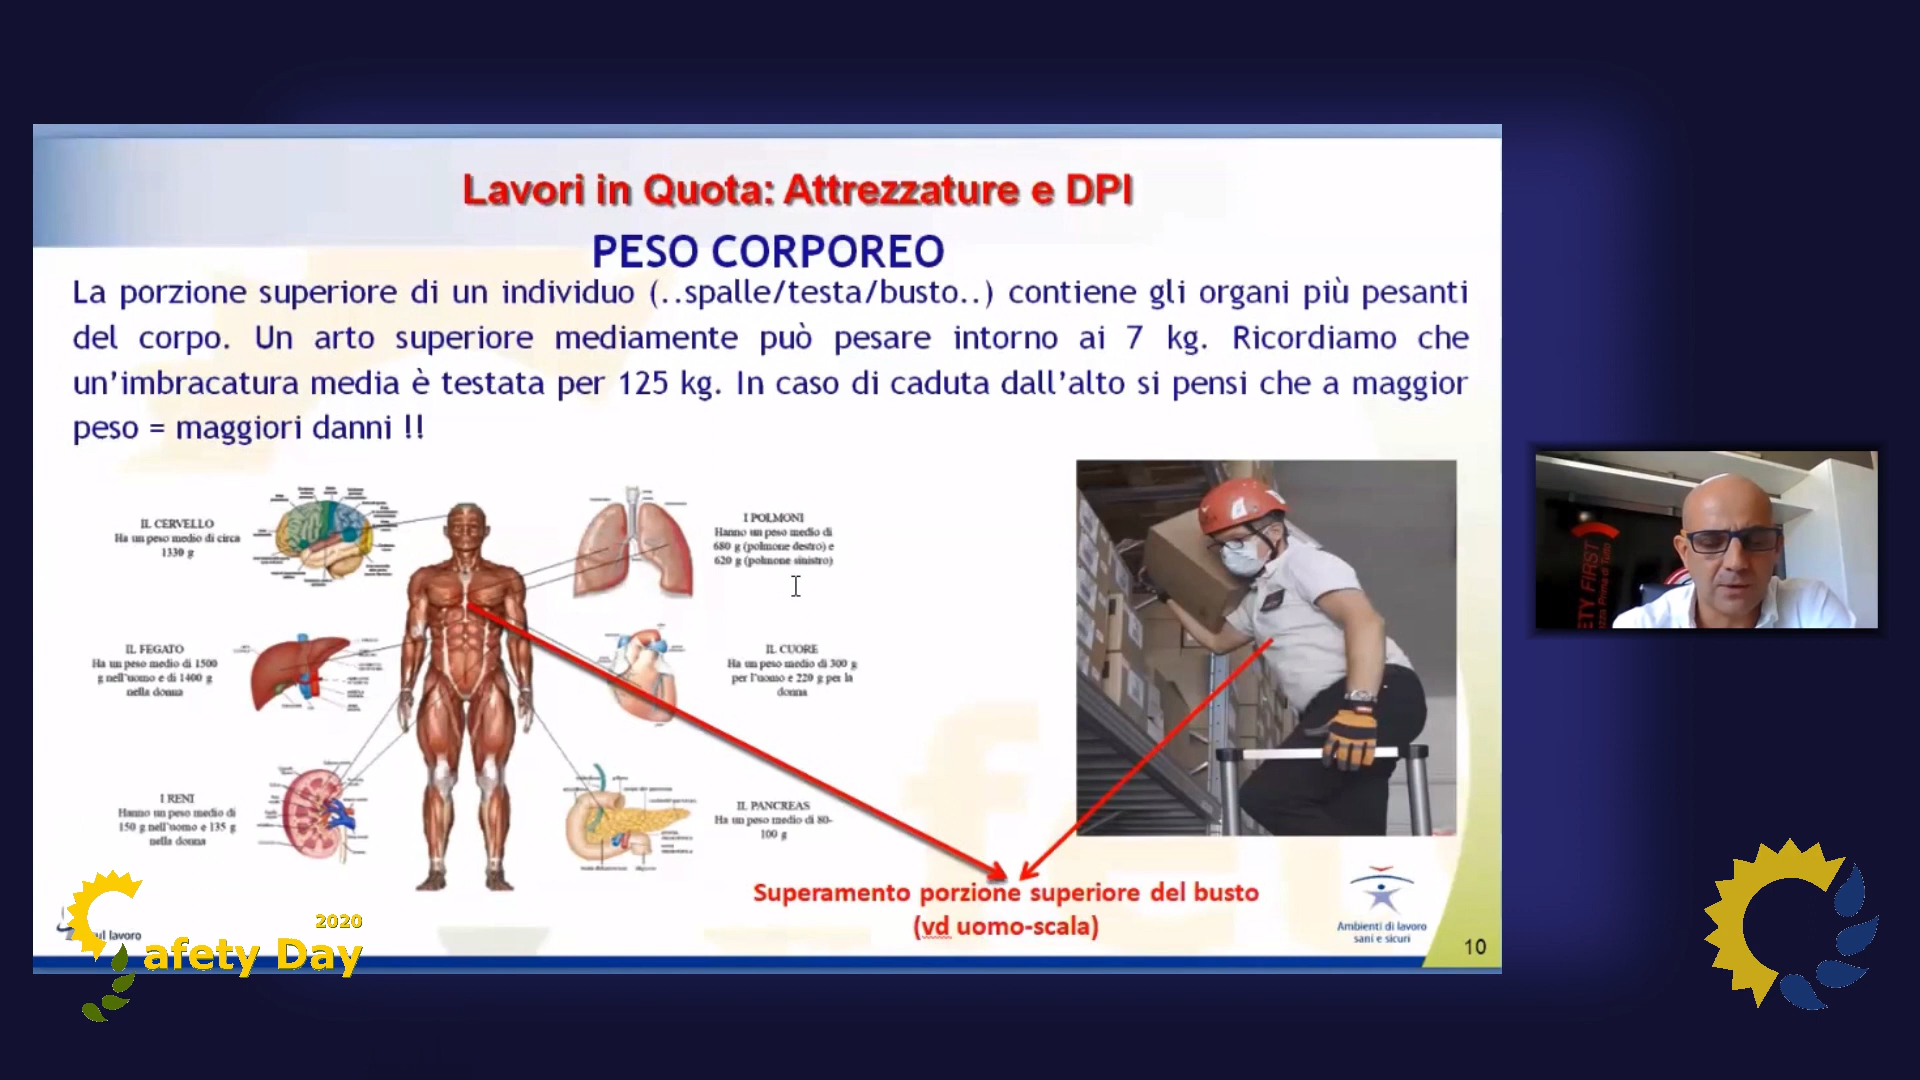 Lavori in Quota: Attrezzature e DPI
PESO CORPOREO
La porzione superiore di un individuo (..spalle/testa/busto..) contiene gli organi più pesanti
del corpo. Un arto superiore mediamente può pesare intorno ai 7 kg. Ricordiamo che
un'imbracatura media è testata per 125 kg. In caso di caduta dall'alto si pensi che a maggior
peso = maggiori danni !!
IL CERVELLO
Ha un peso medio di circa
1330 g
I POLMONI
Hanno un peso medio di
680 g (polmone destro) e
620 g (polmone sinistro)
IL FEGATO
Ha un peso medio di 1500
g nell'uomo e di 1400 g
nella donna
IL CUORE
Ha un peso medio di 300 g
per l'uomo e 220 g per la
donna
I RENI
Hanno un peso medio di
150 g nell'uomo e 135 g
nella donna
IL PANCREAS
Ha un peso medio di 80-
100 g
Superamento porzione superiore del busto
(vd uomo-scala)
Ambienti di lavoro
sani e sicuri
10
ul lavoro
2020
afety Day
ETY FIRST